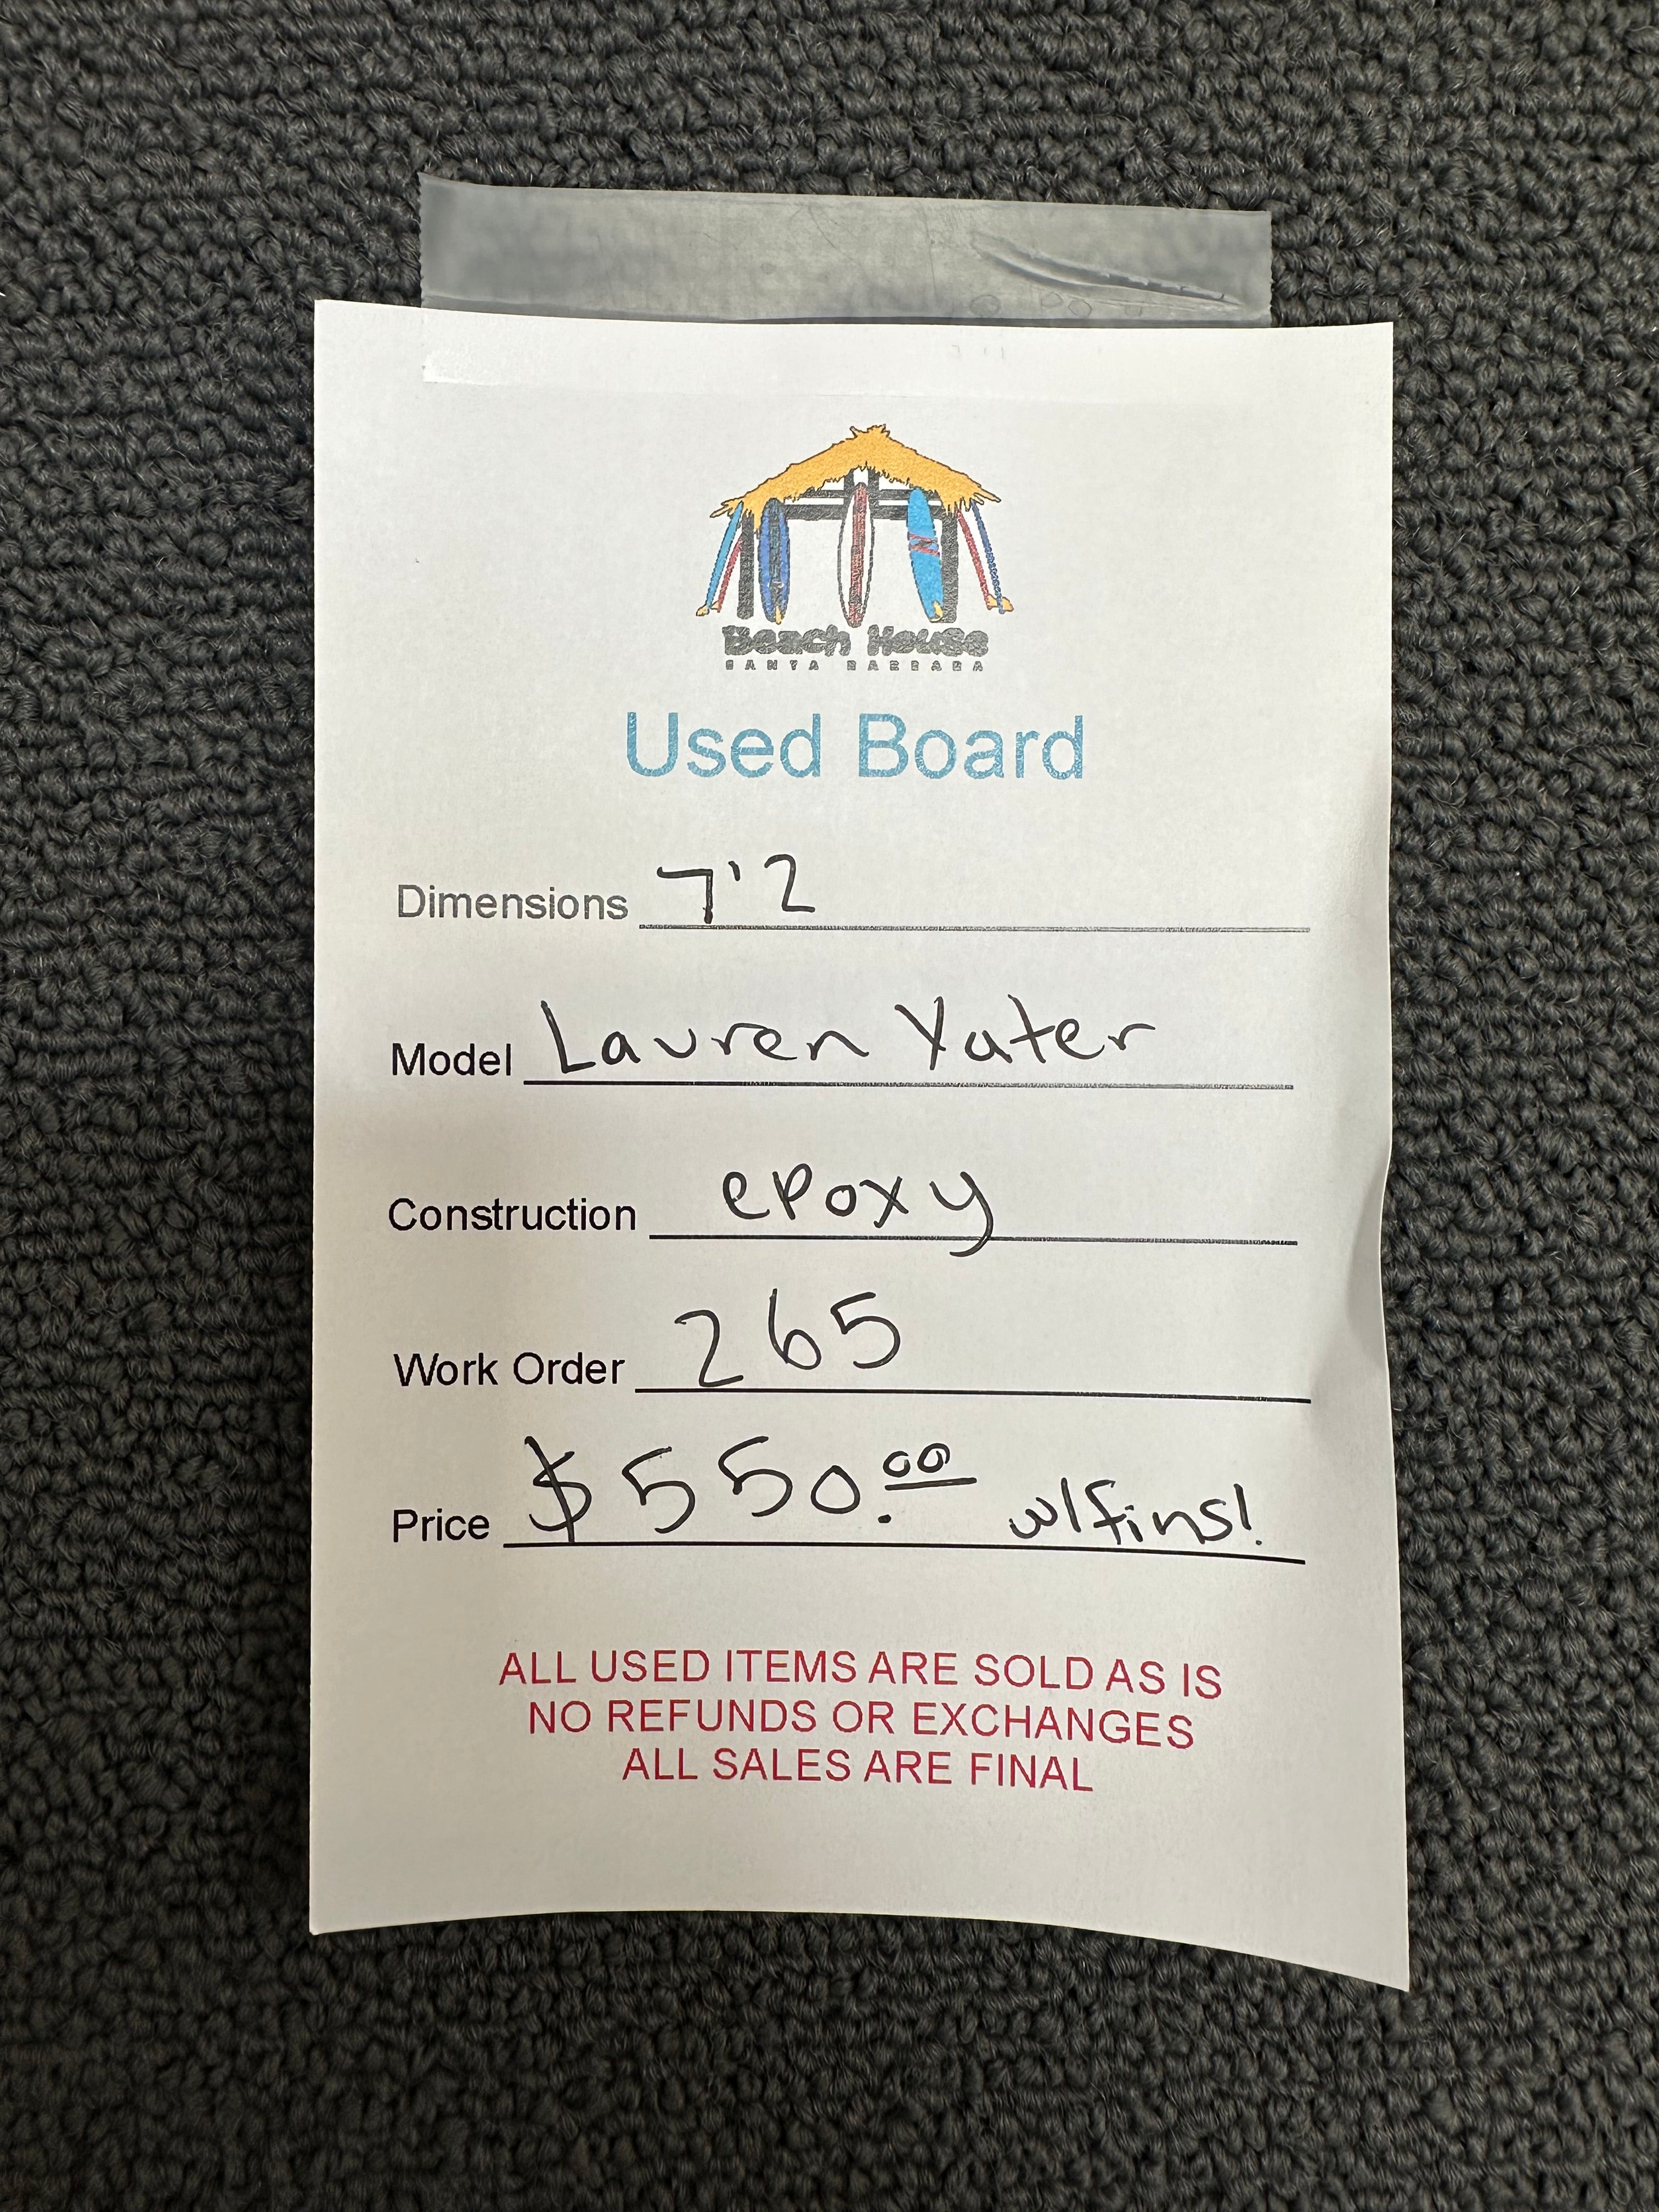 Beach House
SANTA BARBARA
Used Board
Dimensions 7'2
Model Lauren Yater
Construction epoxy
Work Order 265
Price $550.00 w/fins!
ALL USED ITEMS ARE SOLD AS IS
NO REFUNDS OR EXCHANGES
ALL SALES ARE FINAL